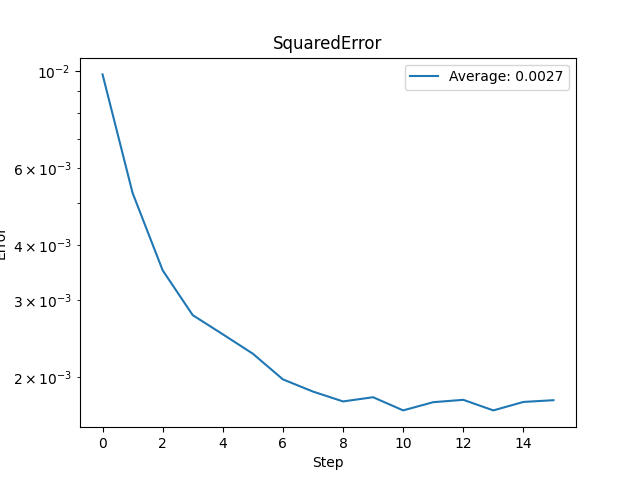 SquaredError
Average: 0.0027
10⁻²
6 × 10⁻³
4 × 10⁻³
3 × 10⁻³
2 × 10⁻³
Error
0 2 4 6 8 10 12 14
Step